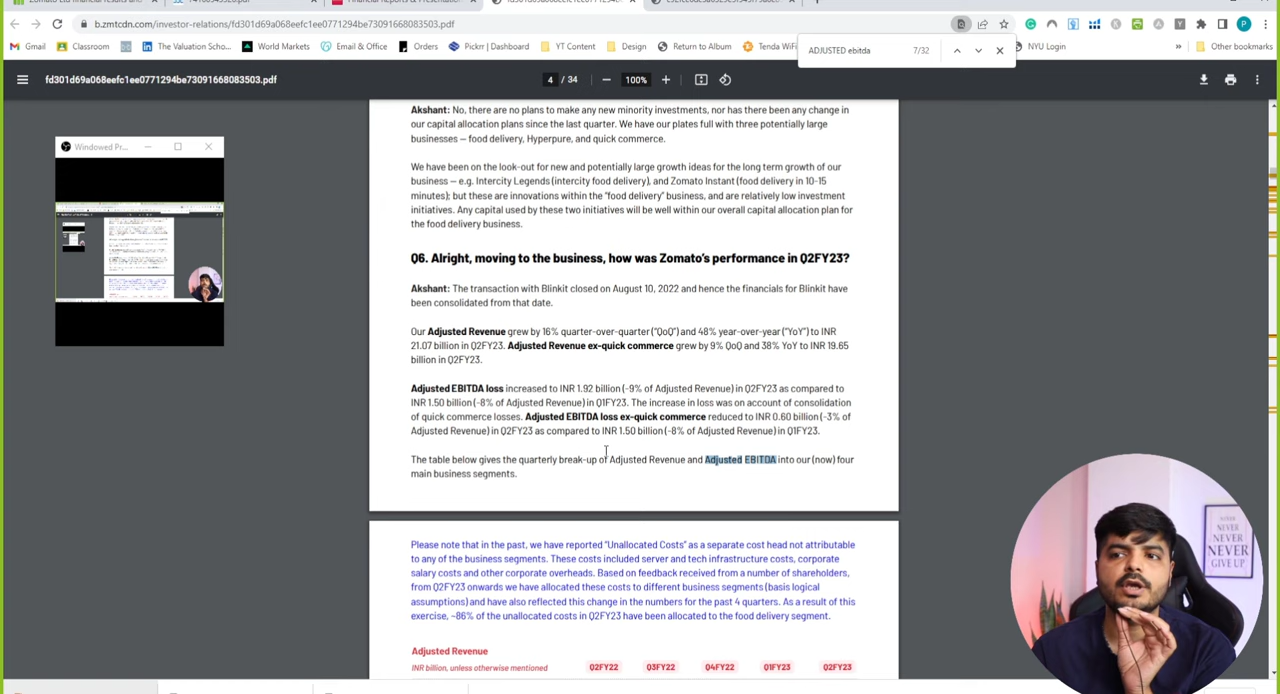 Zomato Ltd financial results and
Financial Reports & Presentation
b.zmtcdn.com/investor-relations/fd301d69a068eefc1ee0771294be73091668083503.pdf
Gmail
Classroom
The Valuation Scho...
World Markets
Email & Office
Orders
Pickrr | Dashboard
YT Content
Design
Return to Album
Tenda WiFi
NYU Login
»
Other bookmarks
ADJUSTED ebitda
7/32
fd301d69a068eefc1ee0771294be73091668083503.pdf
4 / 34
100%
Windowed Pr...
Akshant: No, there are no plans to make any new minority investments, nor has there been any change in
our capital allocation plans since the last quarter. We have our plates full with three potentially large
businesses — food delivery, Hyperpure, and quick commerce.
We have been on the look-out for new and potentially large growth ideas for the long term growth of our
business — e.g. Intercity Legends (intercity food delivery), and Zomato Instant (food delivery in 10-15
minutes); but these are innovations within the "food delivery" business, and are relatively low investment
initiatives. Any capital used by these two initiatives will be well within our overall capital allocation plan for
the food delivery business.
Q6. Alright, moving to the business, how was Zomato's performance in Q2FY23?
Akshant: The transaction with Blinkit closed on August 10, 2022 and hence the financials for Blinkit have
been consolidated from that date.
Our Adjusted Revenue grew by 16% quarter-over-quarter ("QoQ") and 48% year-over-year ("YoY") to INR
21.07 billion in Q2FY23. Adjusted Revenue ex-quick commerce grew by 9% QoQ and 38% YoY to INR 19.65
billion in Q2FY23.
Adjusted EBITDA loss increased to INR 1.92 billion (-9% of Adjusted Revenue) in Q2FY23 as compared to
INR 1.50 billion (-8% of Adjusted Revenue) in Q1FY23. The increase in loss was on account of consolidation
of quick commerce losses. Adjusted EBITDA loss ex-quick commerce reduced to INR 0.60 billion (-3% of
Adjusted Revenue) in Q2FY23 as compared to INR 1.50 billion (-8% of Adjusted Revenue) in Q1FY23.
The table below gives the quarterly break-up of Adjusted Revenue and Adjusted EBITDA into our (now) four
main business segments.
Please note that in the past, we have reported "Unallocated Costs" as a separate cost head not attributable
to any of the business segments. These costs included server and tech infrastructure costs, corporate
salary costs and other corporate overheads. Based on feedback received from a number of shareholders,
from Q2FY23 onwards we have allocated these costs to different business segments (basis logical
assumptions) and have also reflected this change in the numbers for the past 4 quarters. As a result of this
exercise, ~86% of the unallocated costs in Q2FY23 have been allocated to the food delivery segment.
Adjusted Revenue
INR billion, unless otherwise mentioned
Q2FY22
Q3FY22
Q4FY22
Q1FY23
Q2FY23
NEVER
NEVER
NEVER
GIVE UP